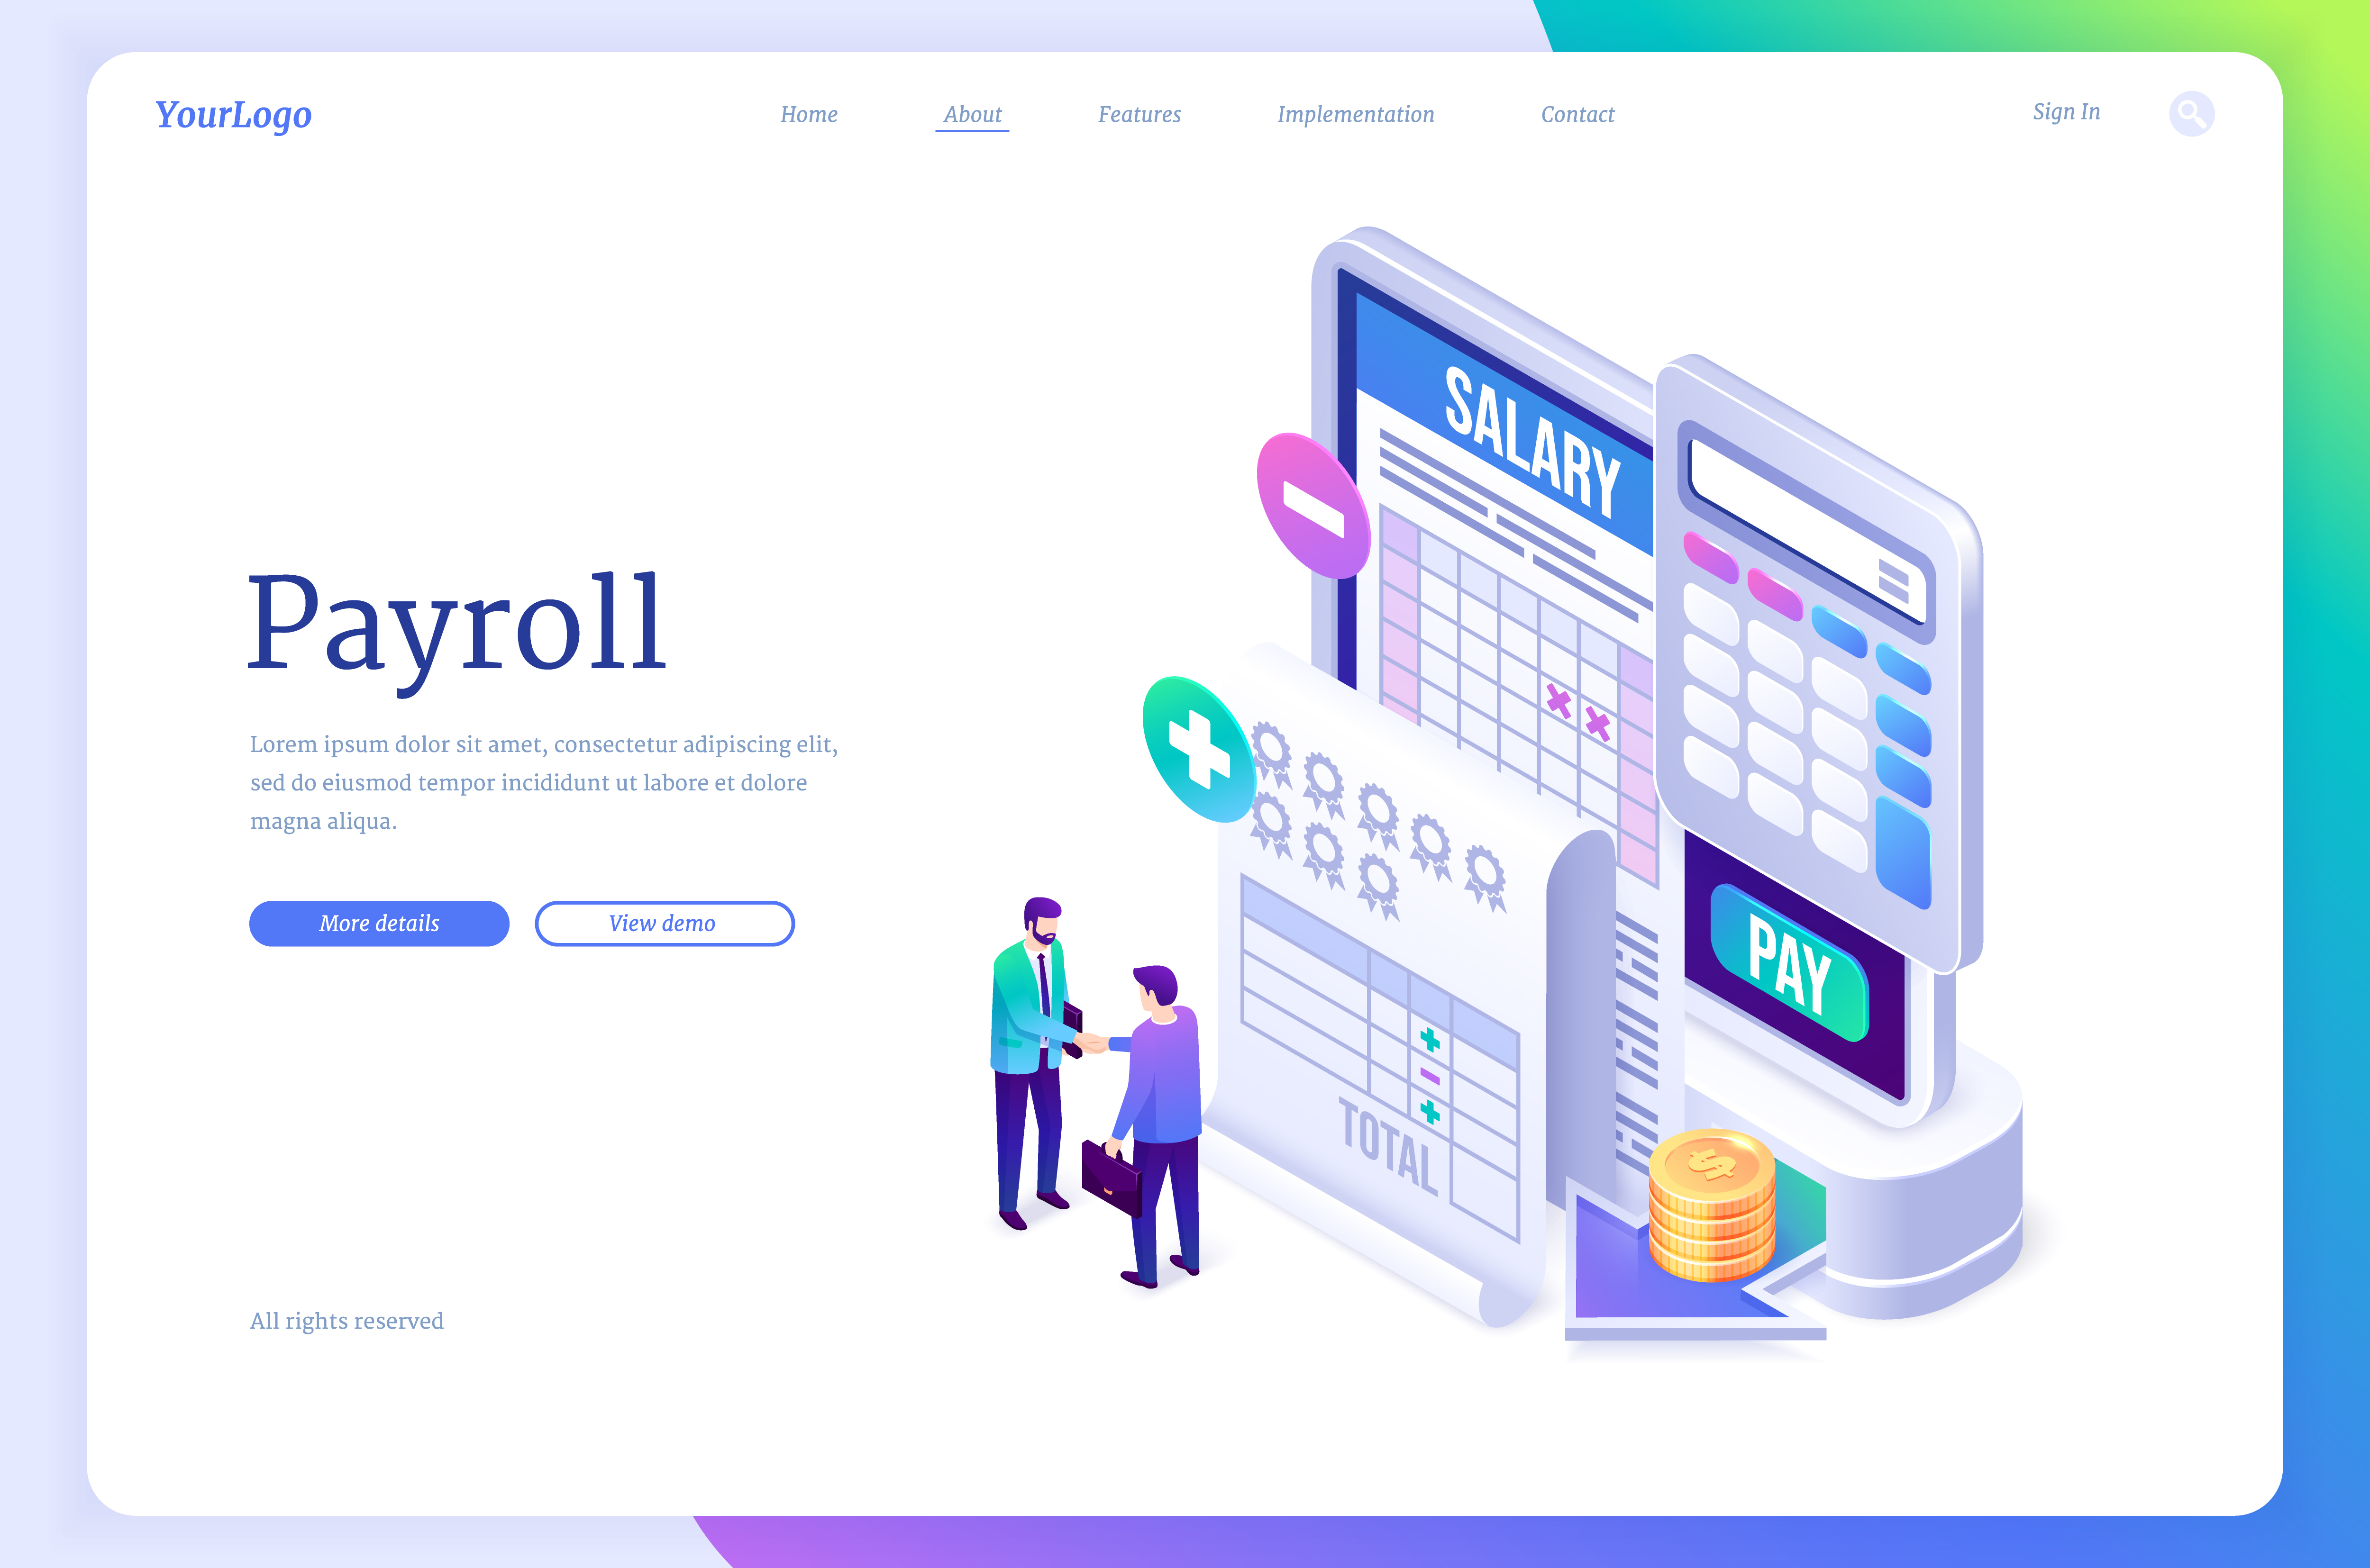 YourLogo
Home
About
Features
Implementation
Contact
Sign In
SALARY
Payroll
Lorem ipsum dolor sit amet, consectetur adipiscing elit,
sed do eiusmod tempor incididunt ut labore et dolore
magna aliqua.
More details
View demo
PAY
TOTAL
$
All rights reserved